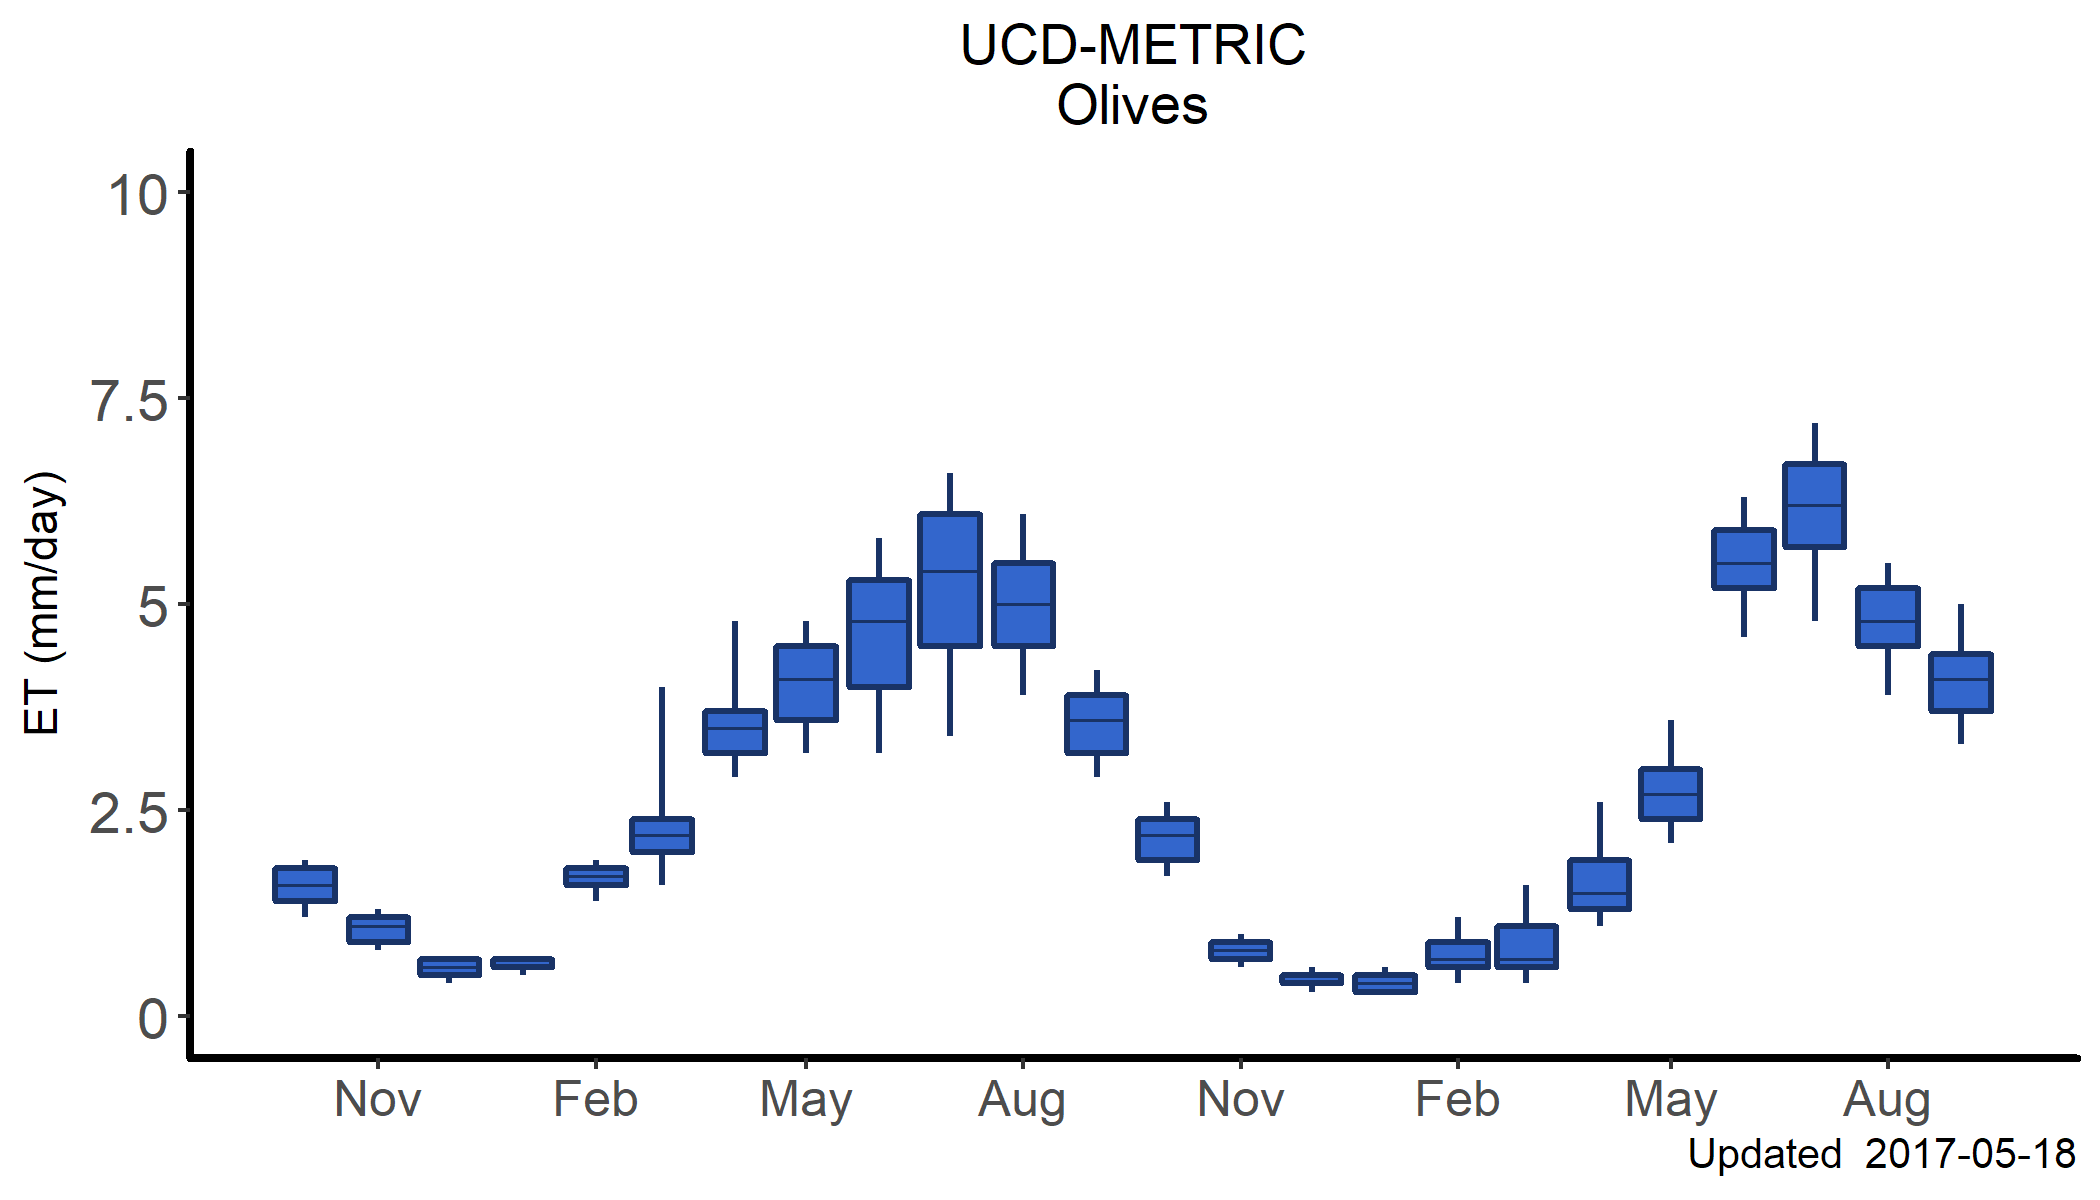 UCD-METRIC
Olives
10
7.5
5
2.5
0
ET (mm/day)
Nov Feb May Aug Nov Feb May Aug
Updated 2017-05-18